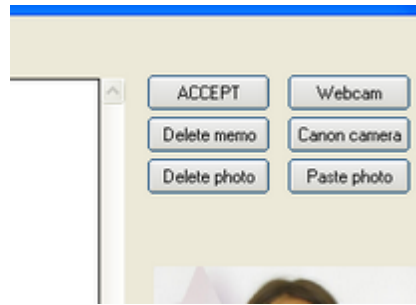 ACCEPT Webcam
Delete memo Canon camera
Delete photo Paste photo